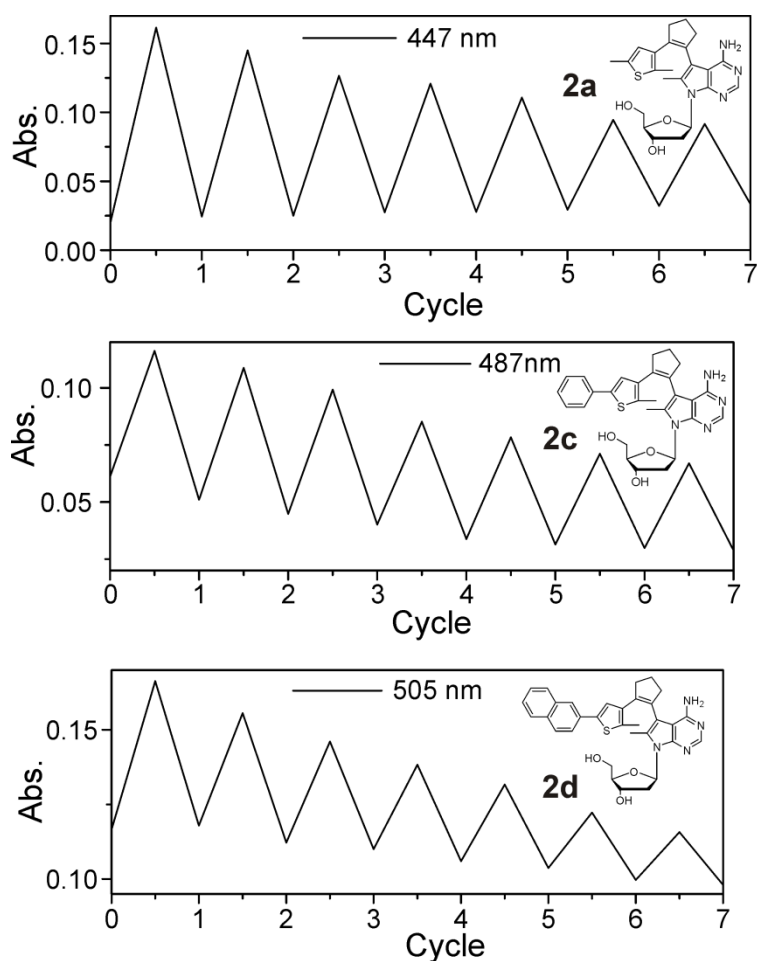 447 nm
2a
NH2
N
N
N
S
HO
O
OH
0.15
0.10
0.05
0.00
Abs.
0 1 2 3 4 5 6 7
Cycle
487nm
2c
NH2
N
N
N
S
HO
O
OH
0.10
0.05
Abs.
0 1 2 3 4 5 6 7
Cycle
505 nm
2d
NH2
N
N
N
S
HO
O
OH
0.15
0.10
Abs.
0 1 2 3 4 5 6 7
Cycle